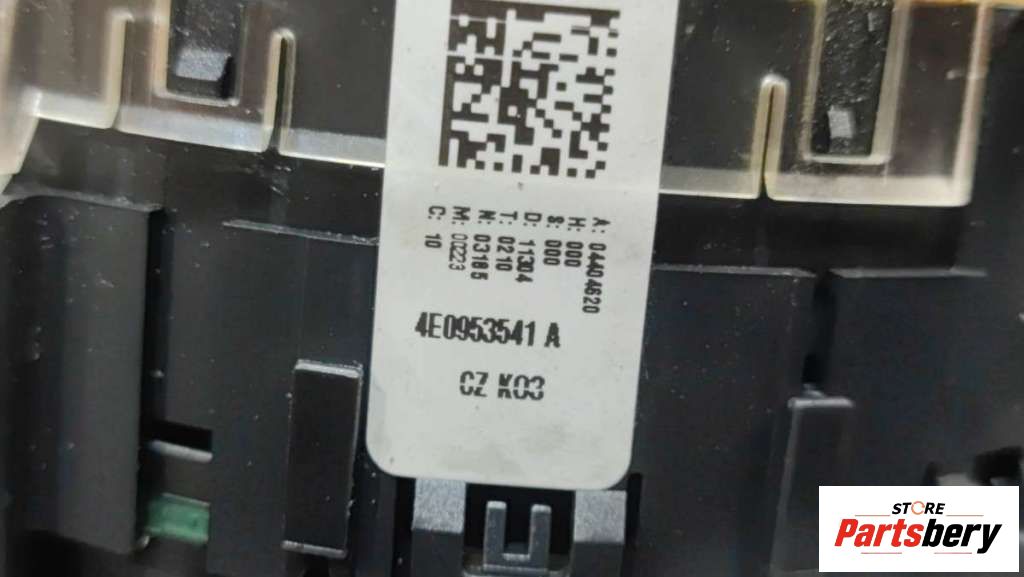 A: 04404620
H: 000
S: 000
D: 11304
T: 0210
N: 03185
M: 00223
C: 10
4E0953541 A
CZ K03
STORE
Partsbery